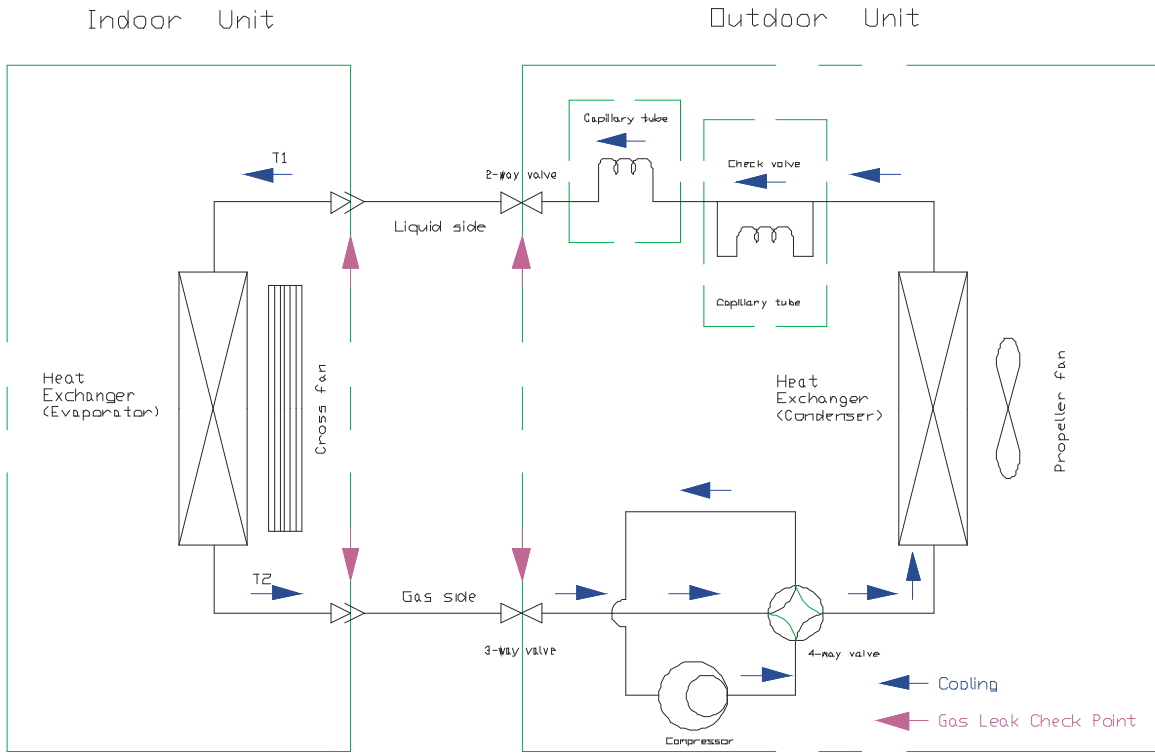 Indoor Unit
Outdoor Unit
Capillary tube
Check valve
T1
2-way valve
Liquid side
Capillary tube
Heat
Exchanger
(Evaporator)
Cross fan
Heat
Exchanger
(Condenser)
Propeller fan
T2
Gas side
3-way valve
4-way valve
Cooling
Gas Leak Check Point
Compressor